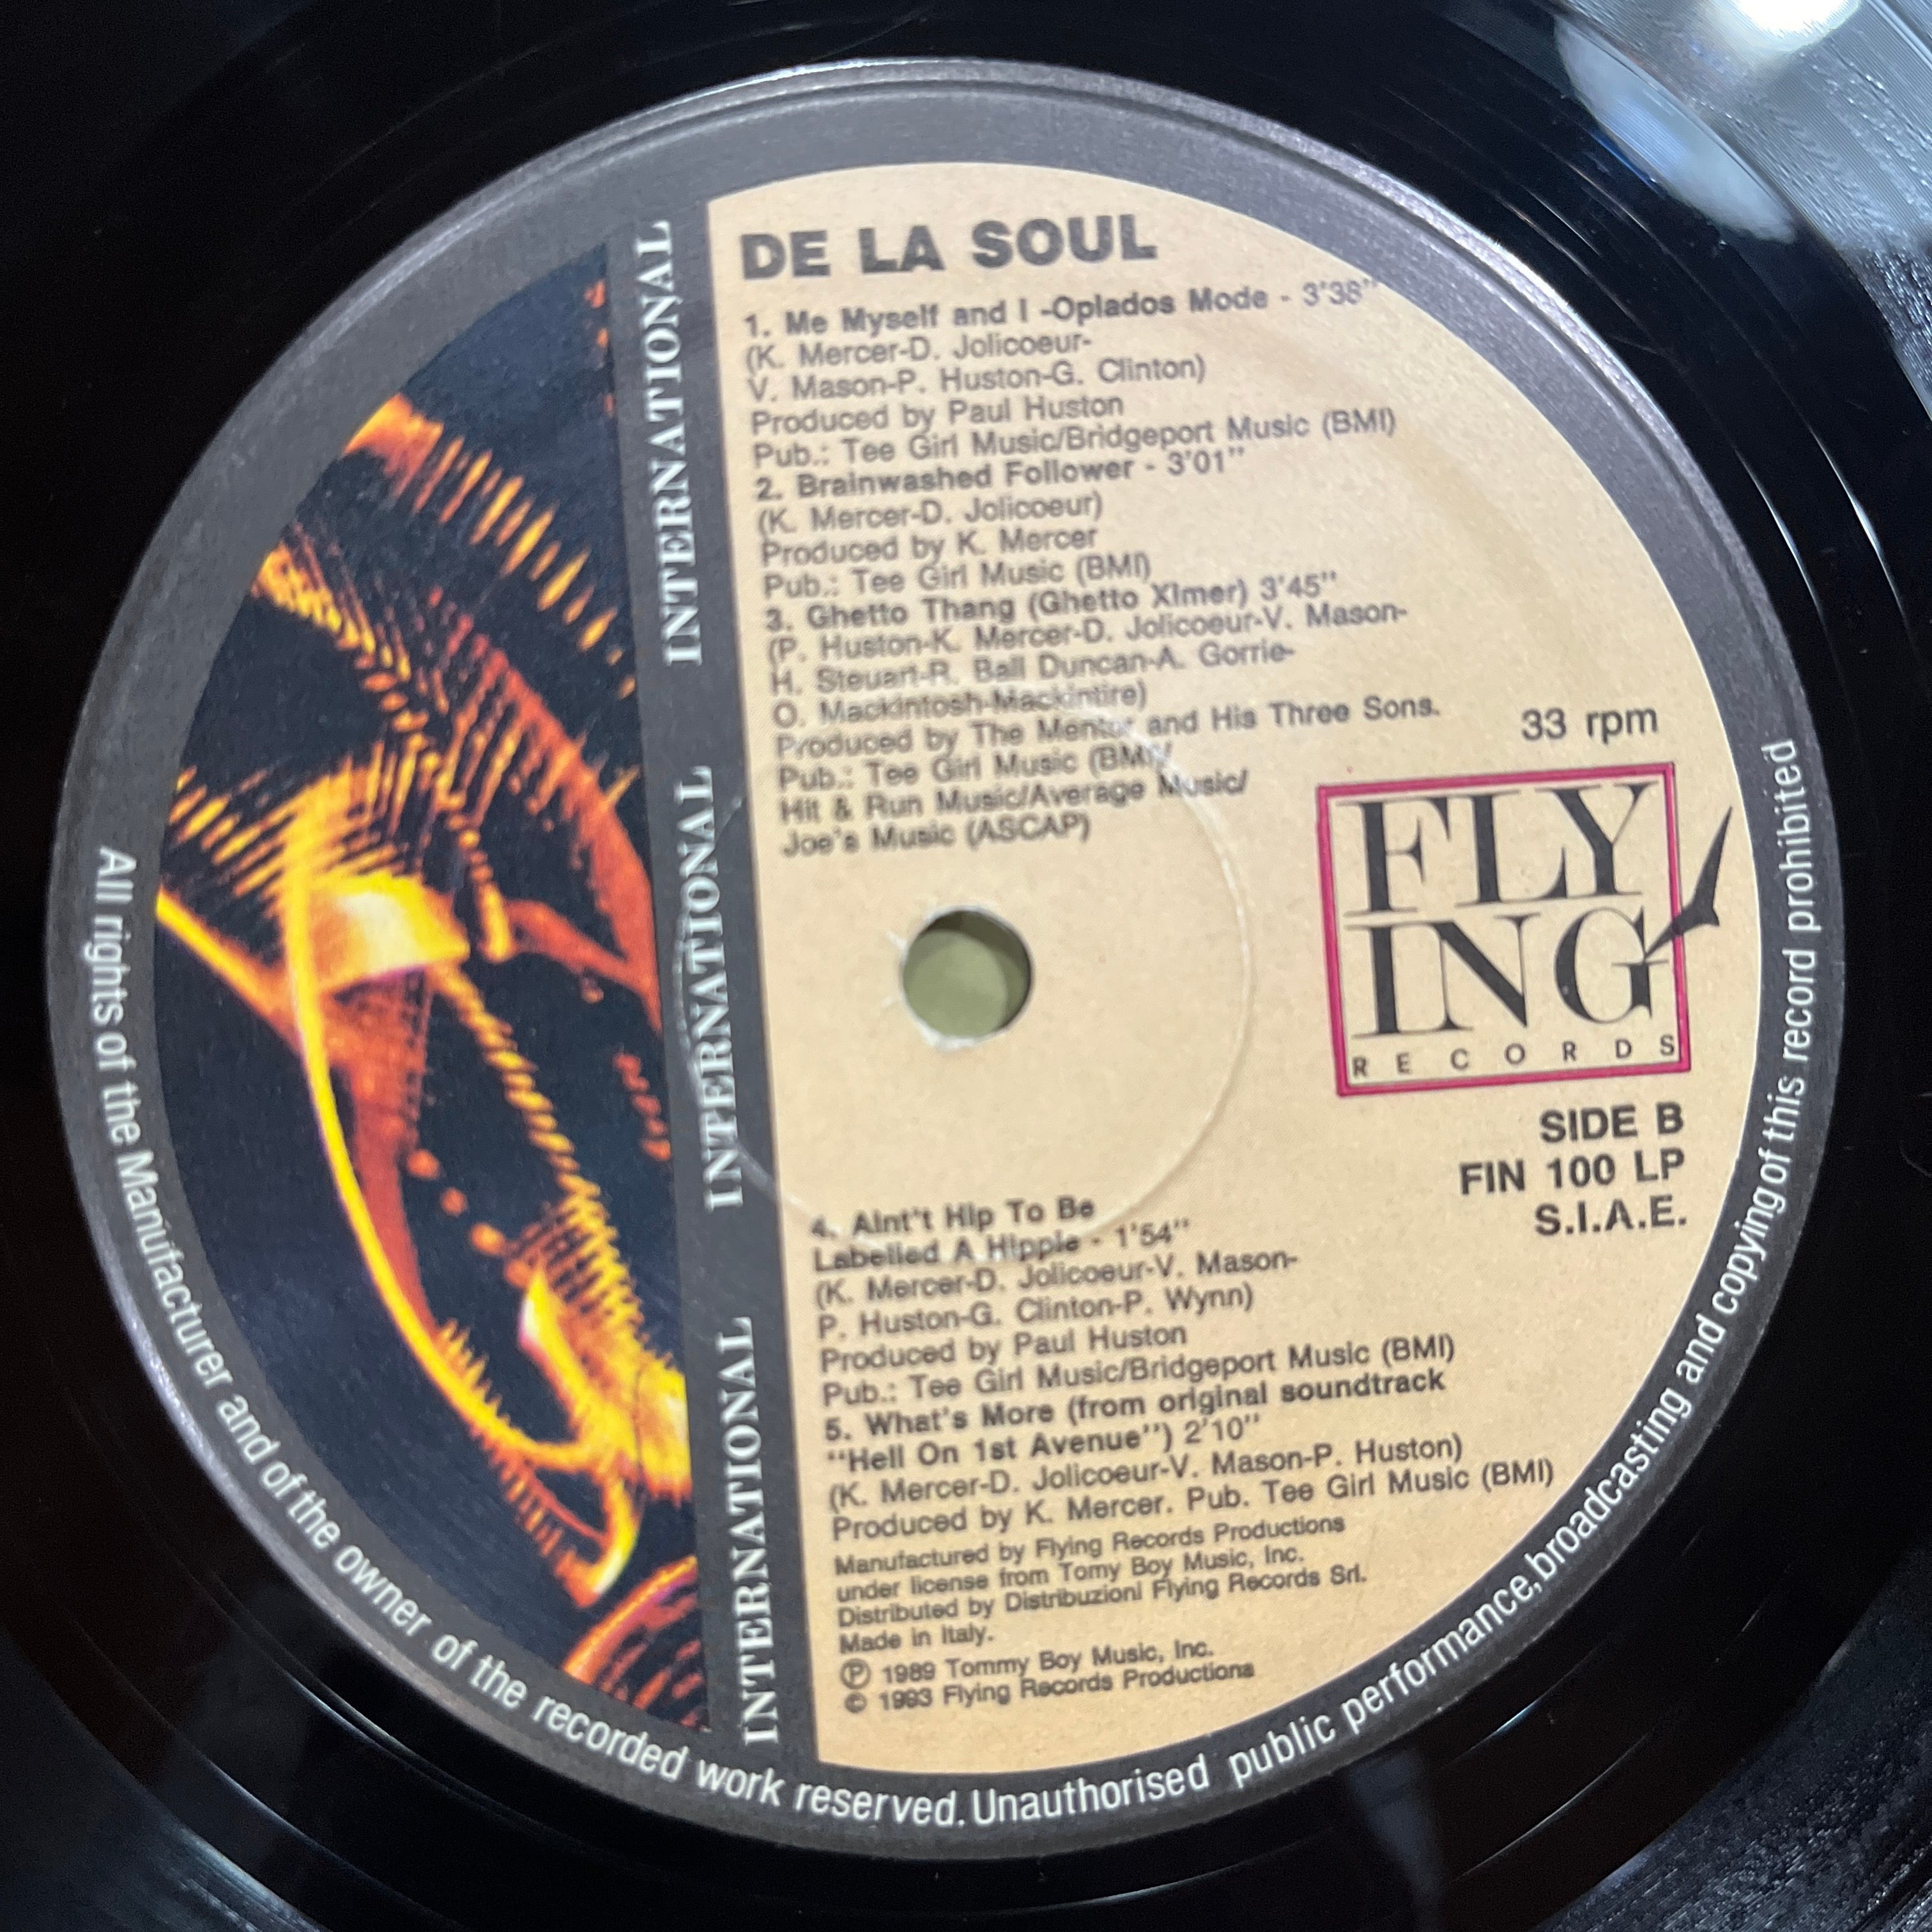 DE LA SOUL
1. Me Myself and I -Oplados Mode - 3'38''
(K. Mercer-D. Jolicoeur-
V. Mason-P. Huston-G. Clinton)
Produced by Paul Huston
Pub.: Tee Girl Music/Bridgeport Music (BMI)
2. Brainwashed Follower - 3'01''
(K. Mercer-D. Jolicoeur)
Produced by K. Mercer
Pub.: Tee Girl Music (BMI)
3. Ghetto Thang (Ghetto Ximer) 3'45''
(P. Huston-K. Mercer-D. Jolicoeur-V. Mason-
H. Steuart-R. Ball Duncan-A. Gorrie-
O. Mackintosh-Mackintire)
Produced by The Mentor and His Three Sons.
Pub.: Tee Girl Music (BMI)/
Hit & Run Music/Average Music/
Joe's Music (ASCAP)
33 rpm
FLY
ING
RECORDS
SIDE B
FIN 100 LP
S.I.A.E.
4. Aint't Hip To Be
Labelled A Hippie - 1'54''
(K. Mercer-D. Jolicoeur-V. Mason-
P. Huston-G. Clinton-P. Wynn)
Produced by Paul Huston
Pub.: Tee Girl Music/Bridgeport Music (BMI)
5. What's More (from original soundtrack
"Hell On 1st Avenue") 2'10''
(K. Mercer-D. Jolicoeur-V. Mason-P. Huston)
Produced by K. Mercer. Pub. Tee Girl Music (BMI)
Manufactured by Flying Records Productions
under license from Tomy Boy Music, Inc.
Distributed by Distribuzioni Flying Records Srl.
Made in Italy.
℗ 1989 Tommy Boy Music, Inc.
© 1993 Flying Records Productions
INTERNATIONAL
INTERNATIONAL
INTERNATIONAL
All rights of the Manufacturer and of the owner of the recorded work reserved. Unauthorised public performance, broadcasting and copying of this record prohibited